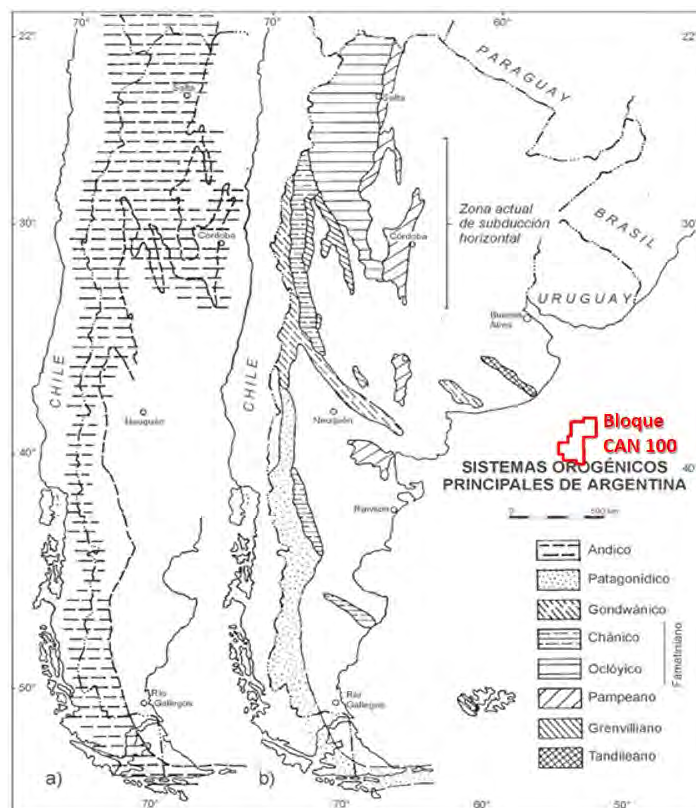 70°
70°
60°
22°
22°
PARAGUAY
Salta
Salta
Zona actual
de subducción
horizontal
30°
30°
BRASIL
Córdoba
Córdoba
URUGUAY
Buenos
Aires
CHILE
CHILE
Neuquén
Neuquén
Bloque
CAN 100
40°
40°
SISTEMAS OROGÉNICOS
PRINCIPALES DE ARGENTINA
Rawson
0
500 km
Andico
Patagonídico
Gondwánico
Chánico
Oclóyico
Famatiniano
Pampeano
Grenvilliano
Tandileano
50°
50°
Río
Gallegos
Río
Gallegos
a)
b)
70°
70°
60°
50°